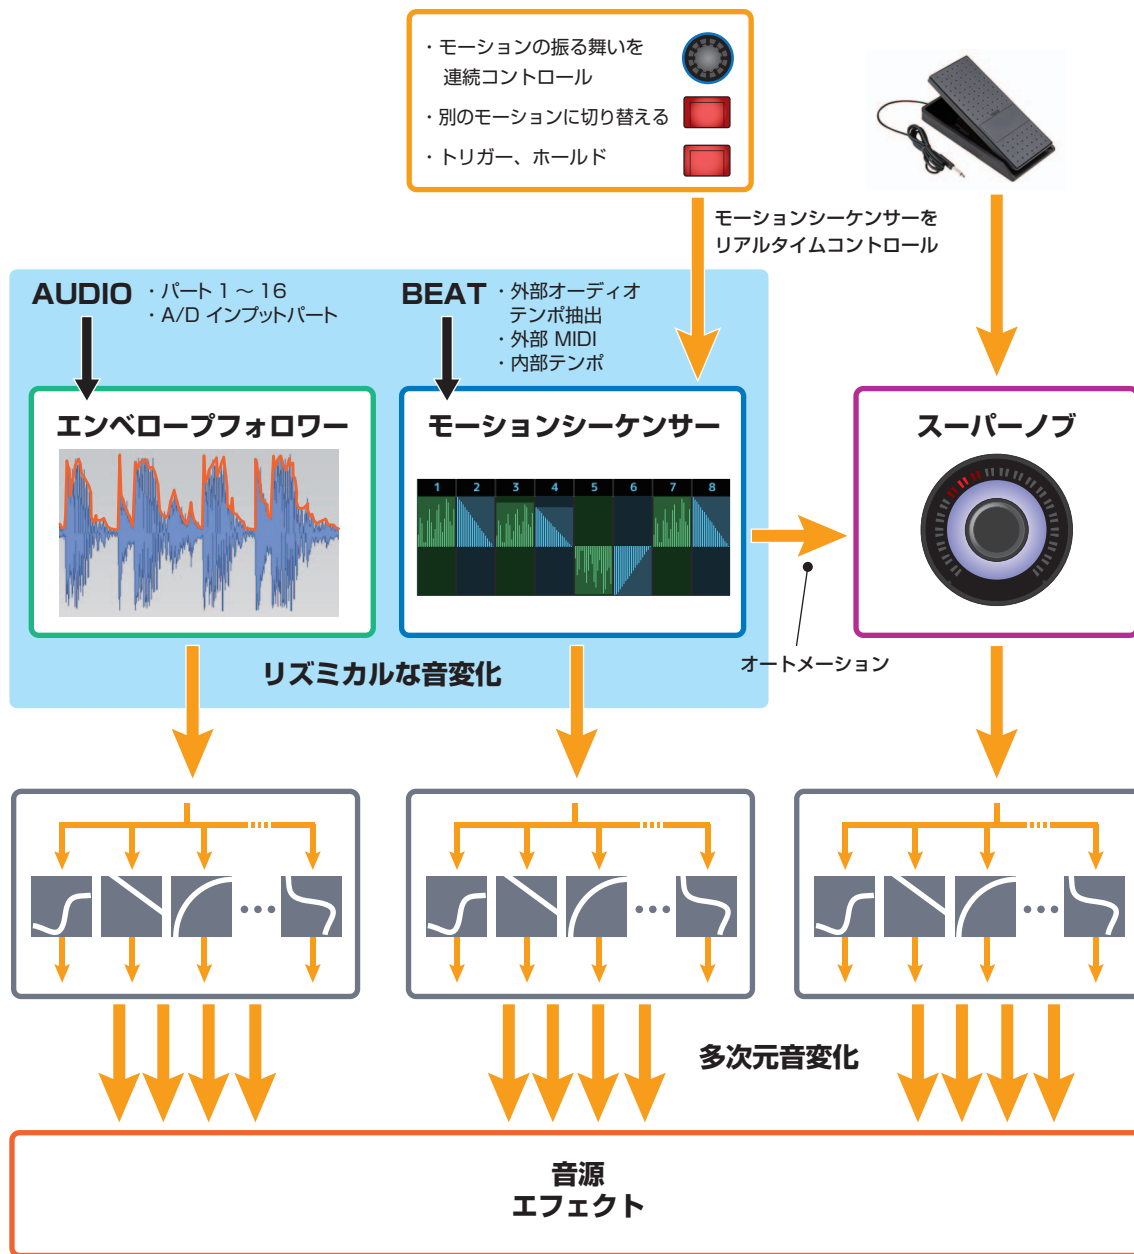 ・モーションの振る舞いを
連続コントロール
・別のモーションに切り替える
・トリガー、ホールド
モーションシーケンサーを
リアルタイムコントロール
AUDIO ・パート 1 ～ 16
・A/D インプットパート
BEAT ・外部オーディオ
テンポ抽出
・外部 MIDI
・内部テンポ
エンベロープフォロワー
モーションシーケンサー
1 2 3 4 5 6 7 8
スーパーノブ
オートメーション
リズミカルな音変化
多次元音変化
音源
エフェクト